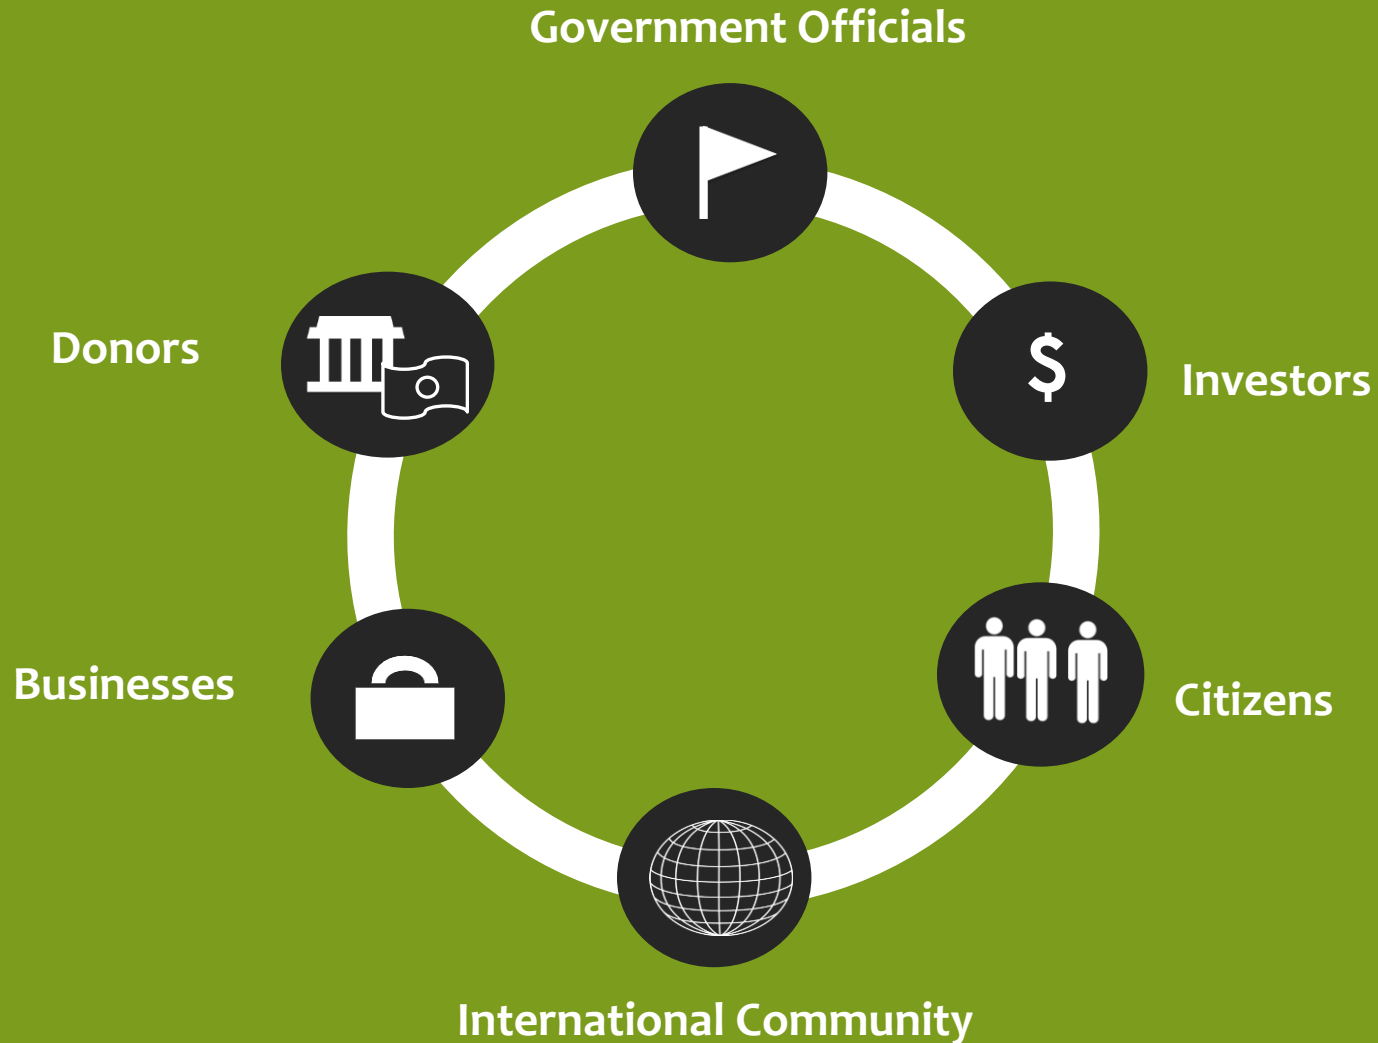 Government Officials
Donors
$
Investors
Businesses
Citizens
International Community